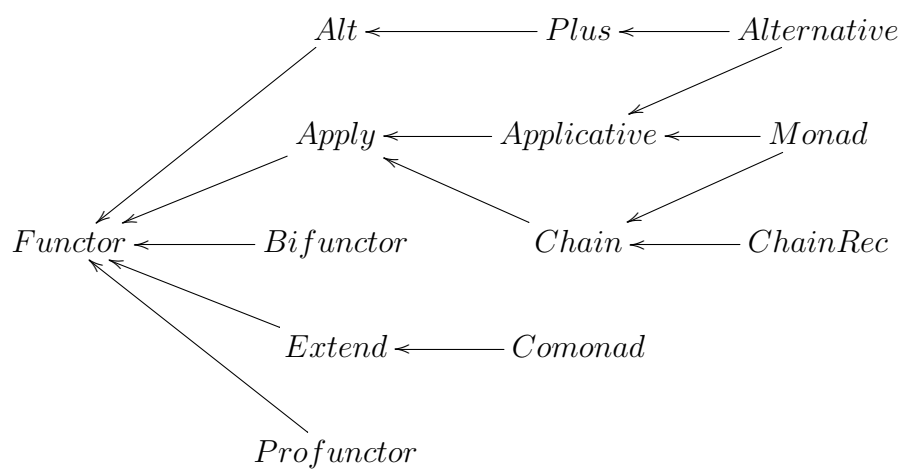 Alt Plus Alternative
Apply Applicative Monad
Functor Bifunctor Chain ChainRec
Extend Comonad
Profunctor